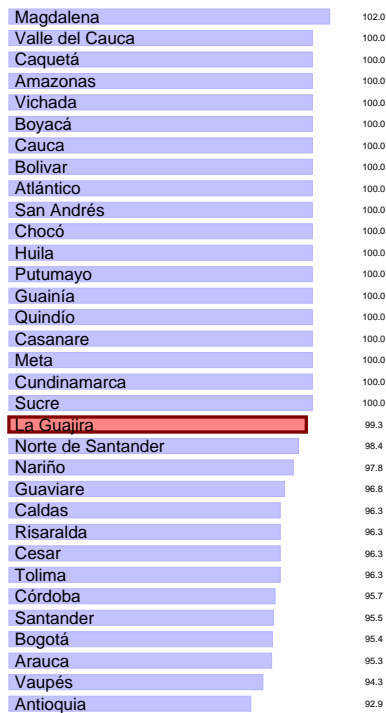 Magdalena 102.0
Valle del Cauca 100.0
Caquetá 100.0
Amazonas 100.0
Vichada 100.0
Boyacá 100.0
Cauca 100.0
Bolivar 100.0
Atlántico 100.0
San Andrés 100.0
Chocó 100.0
Huila 100.0
Putumayo 100.0
Guainía 100.0
Quindío 100.0
Casanare 100.0
Meta 100.0
Cundinamarca 100.0
Sucre 100.0
La Guajira 99.3
Norte de Santander 98.4
Nariño 97.8
Guaviare 96.8
Caldas 96.3
Risaralda 96.3
Cesar 96.3
Tolima 96.3
Córdoba 95.7
Santander 95.5
Bogotá 95.4
Arauca 95.3
Vaupés 94.3
Antioquia 92.9